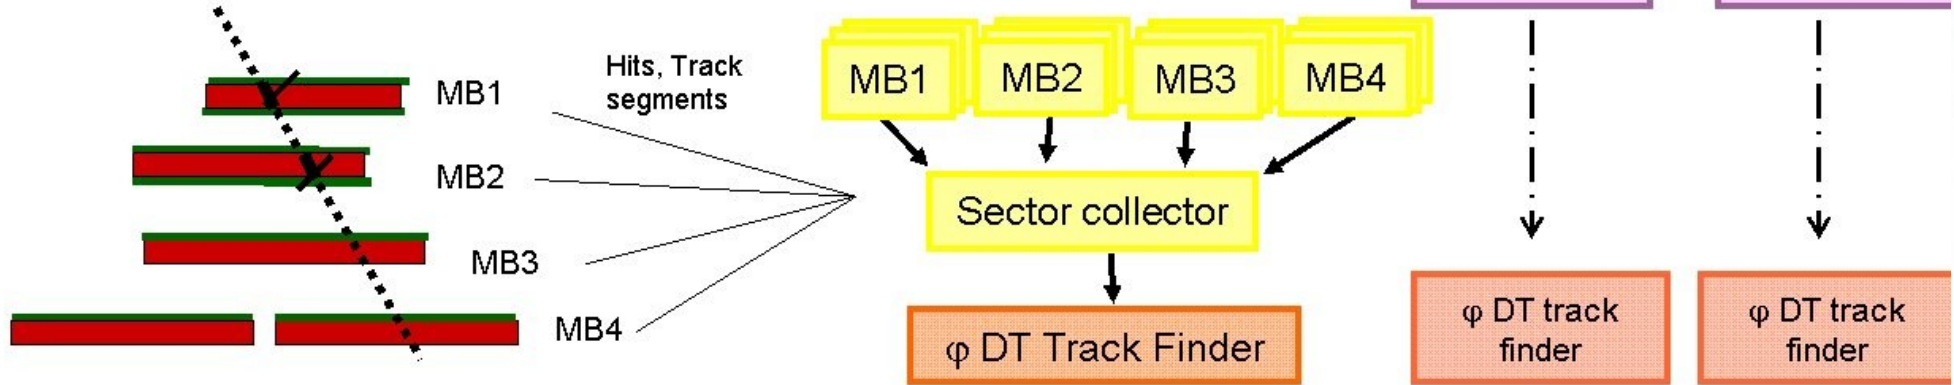 MB1
MB2
MB3
MB4
Hits, Track
segments
MB1
MB2
MB3
MB4
Sector collector
φ DT Track Finder
φ DT track
finder
φ DT track
finder